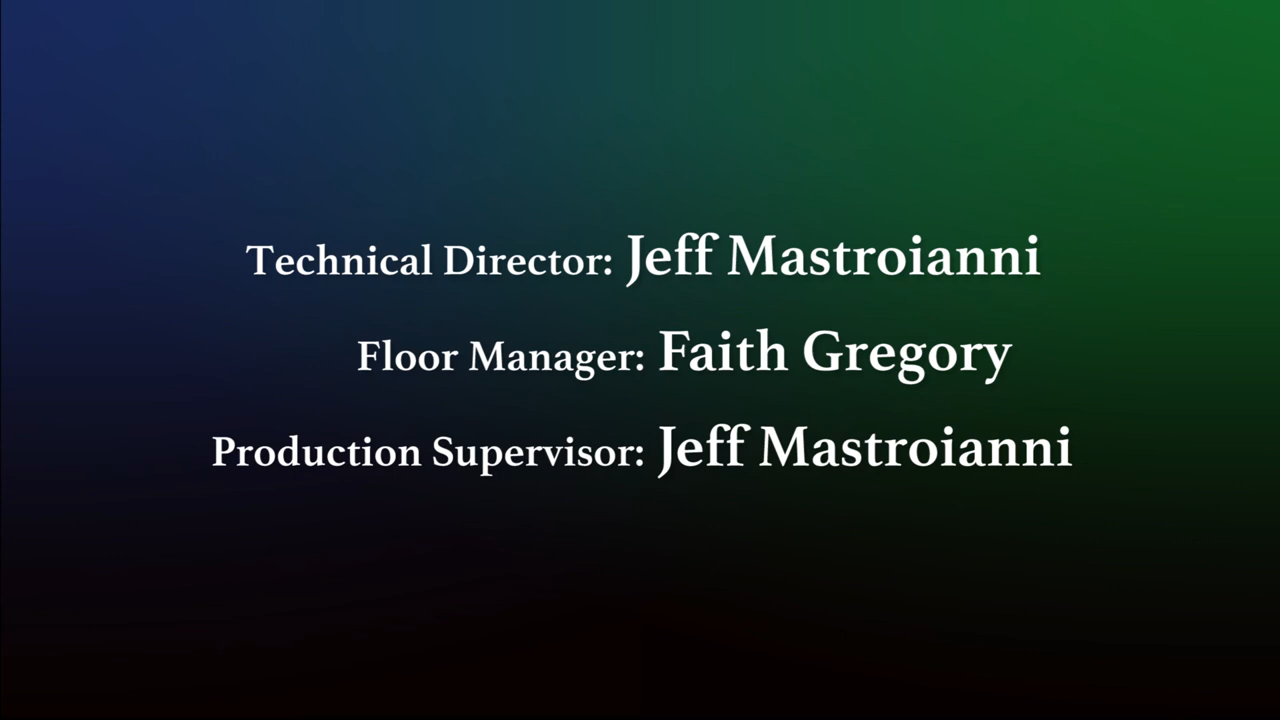 Technical Director: Jeff Mastroianni
Floor Manager: Faith Gregory
Production Supervisor: Jeff Mastroianni